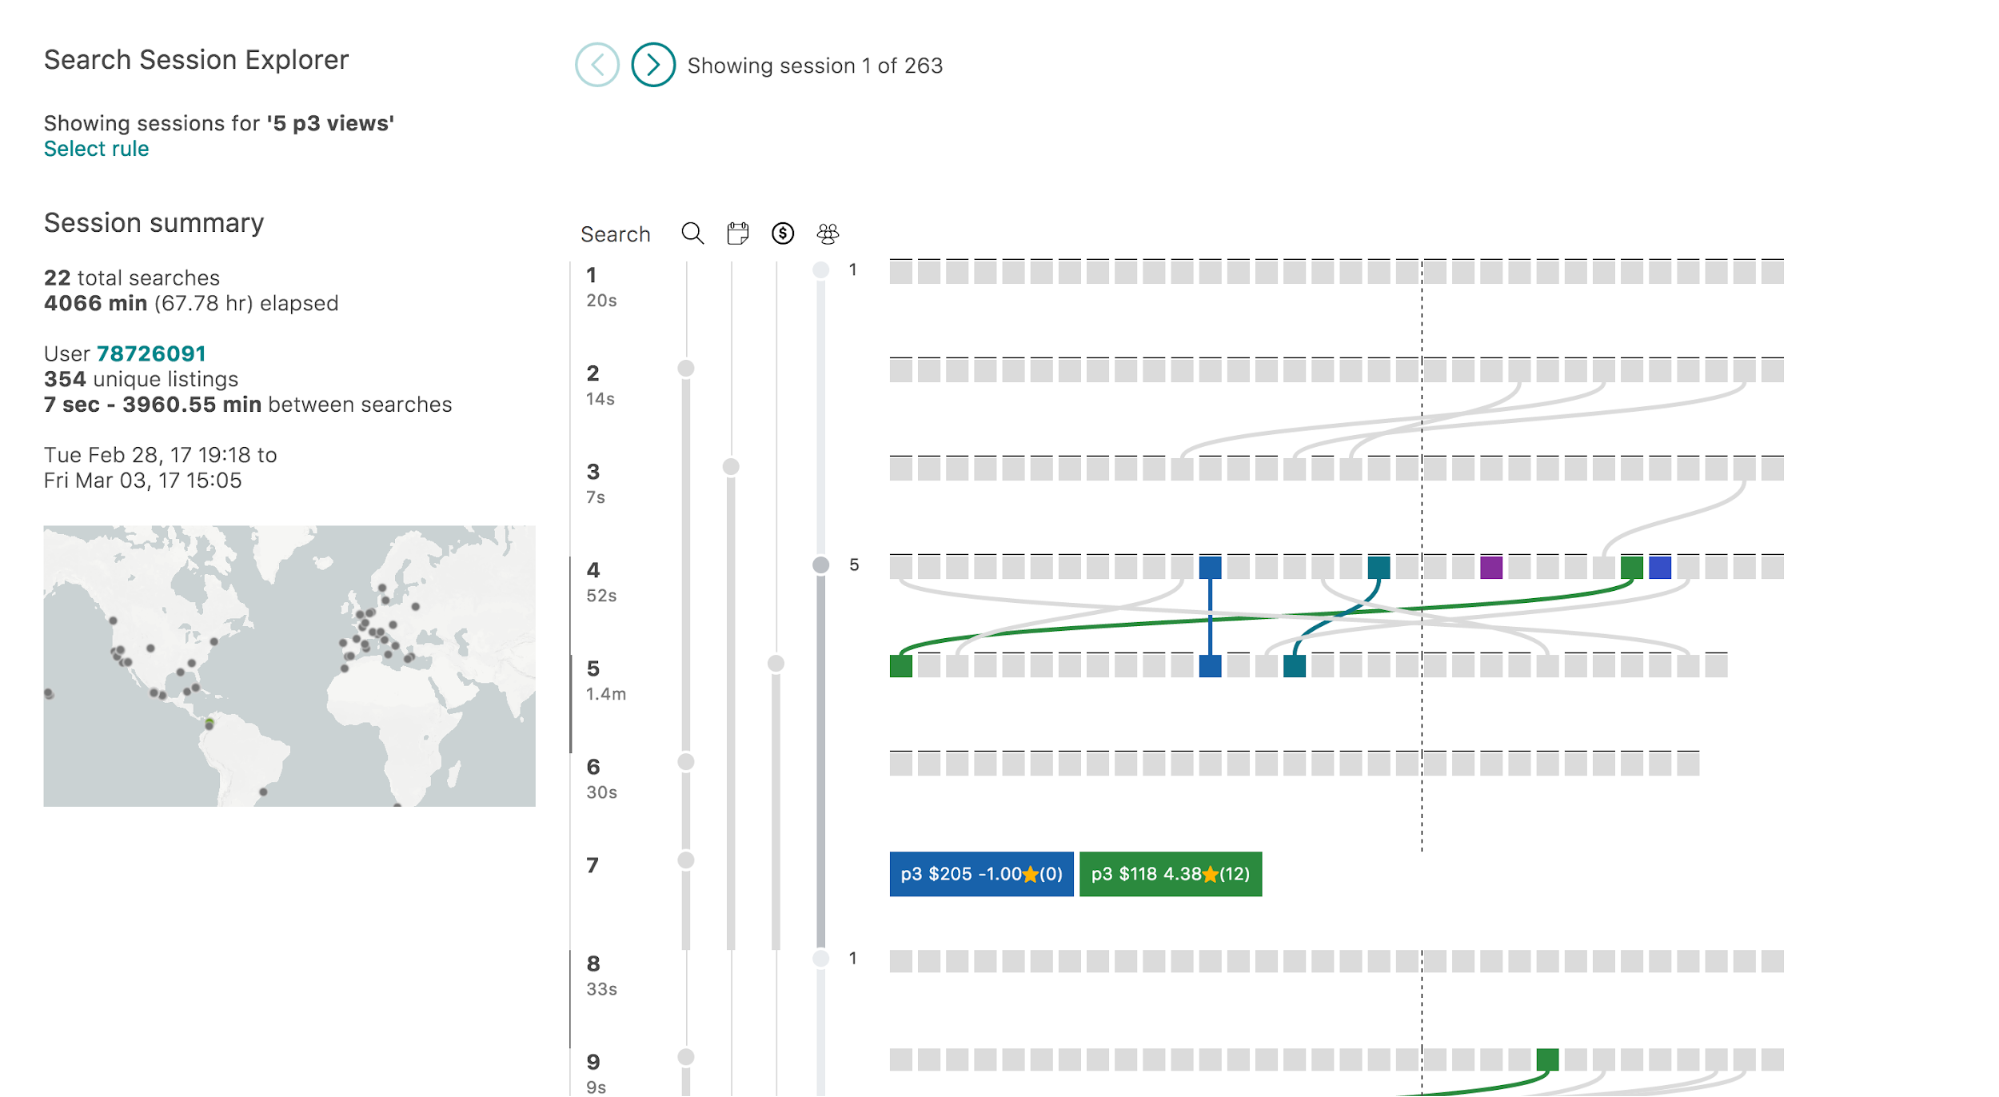 Search Session Explorer
Showing session 1 of 263
Showing sessions for '5 p3 views'
Select rule
Session summary
22 total searches
4066 min (67.78 hr) elapsed
User 78726091
354 unique listings
7 sec - 3960.55 min between searches
Tue Feb 28, 17 19:18 to
Fri Mar 03, 17 15:05
Search
1
1
20s
2
14s
3
7s
4
5
52s
5
1.4m
6
30s
7
p3 $205 -1.00⭐(0)
p3 $118 4.38⭐(12)
8
1
33s
9
9s